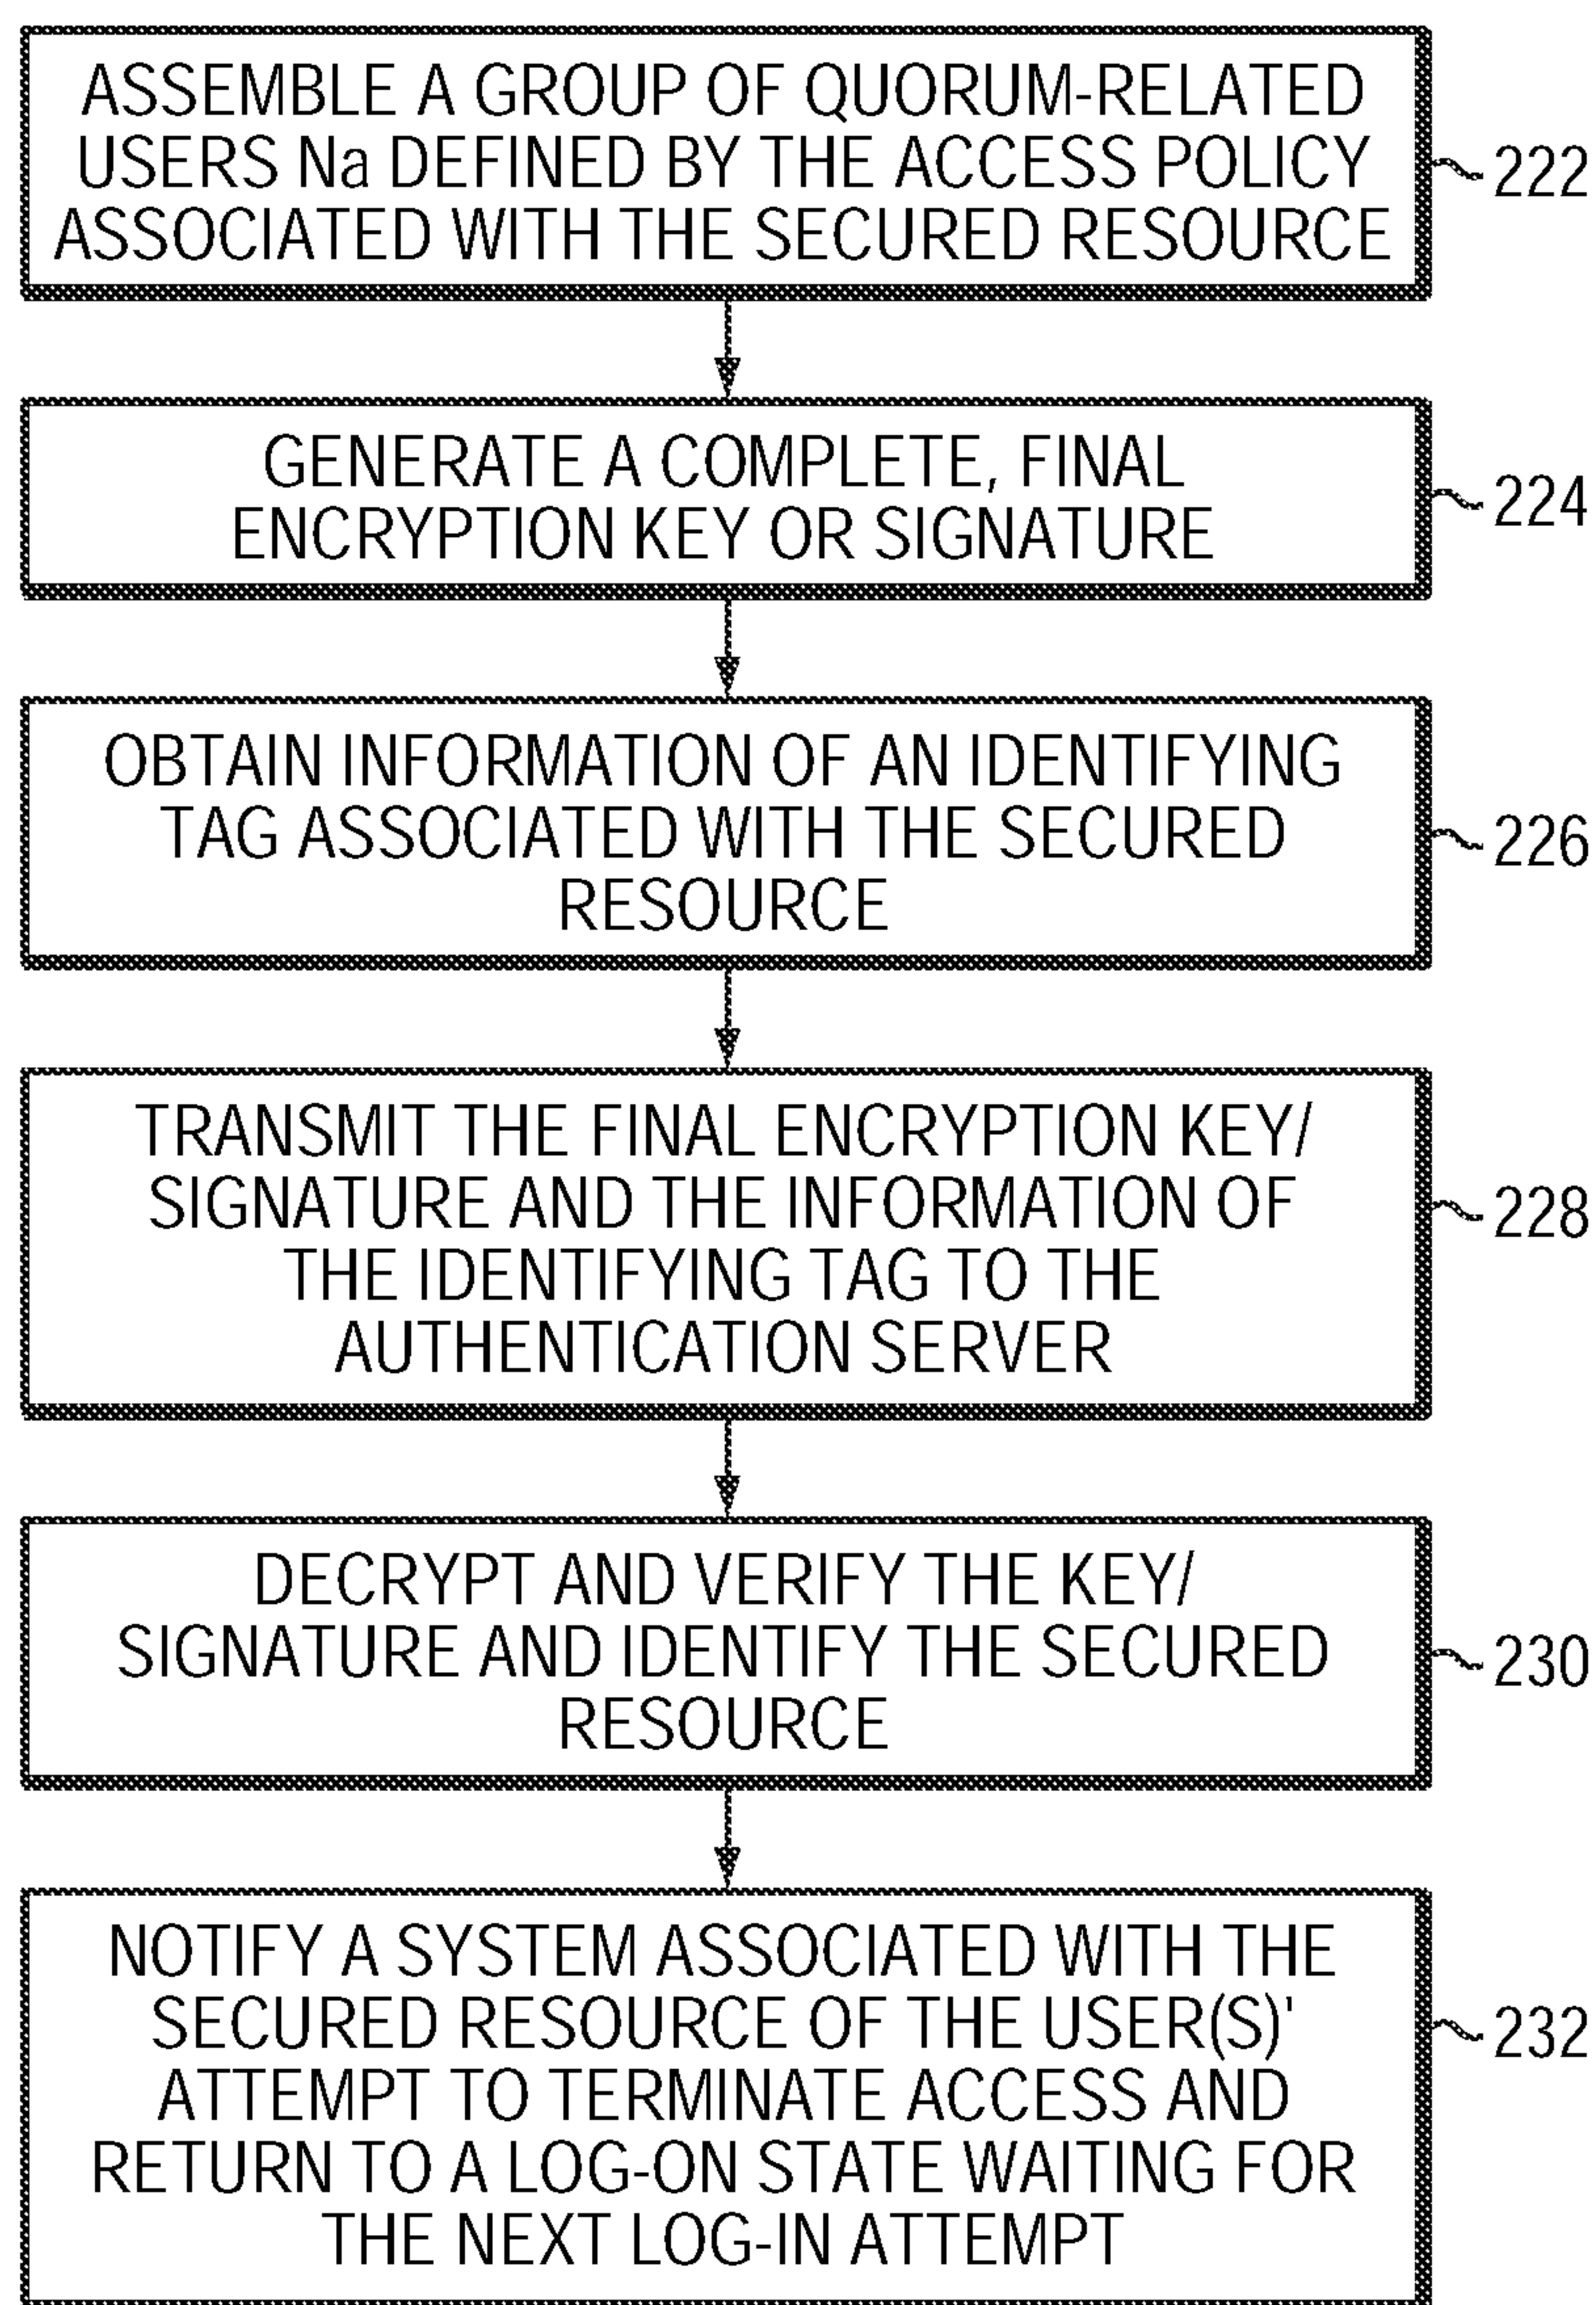 ASSEMBLE A GROUP OF QUORUM-RELATED
USERS Na DEFINED BY THE ACCESS POLICY
ASSOCIATED WITH THE SECURED RESOURCE
222
GENERATE A COMPLETE, FINAL
ENCRYPTION KEY OR SIGNATURE
224
OBTAIN INFORMATION OF AN IDENTIFYING
TAG ASSOCIATED WITH THE SECURED
RESOURCE
226
TRANSMIT THE FINAL ENCRYPTION KEY/
SIGNATURE AND THE INFORMATION OF
THE IDENTIFYING TAG TO THE
AUTHENTICATION SERVER
228
DECRYPT AND VERIFY THE KEY/
SIGNATURE AND IDENTIFY THE SECURED
RESOURCE
230
NOTIFY A SYSTEM ASSOCIATED WITH THE
SECURED RESOURCE OF THE USER(S)'
ATTEMPT TO TERMINATE ACCESS AND
RETURN TO A LOG-ON STATE WAITING FOR
THE NEXT LOG-IN ATTEMPT
232